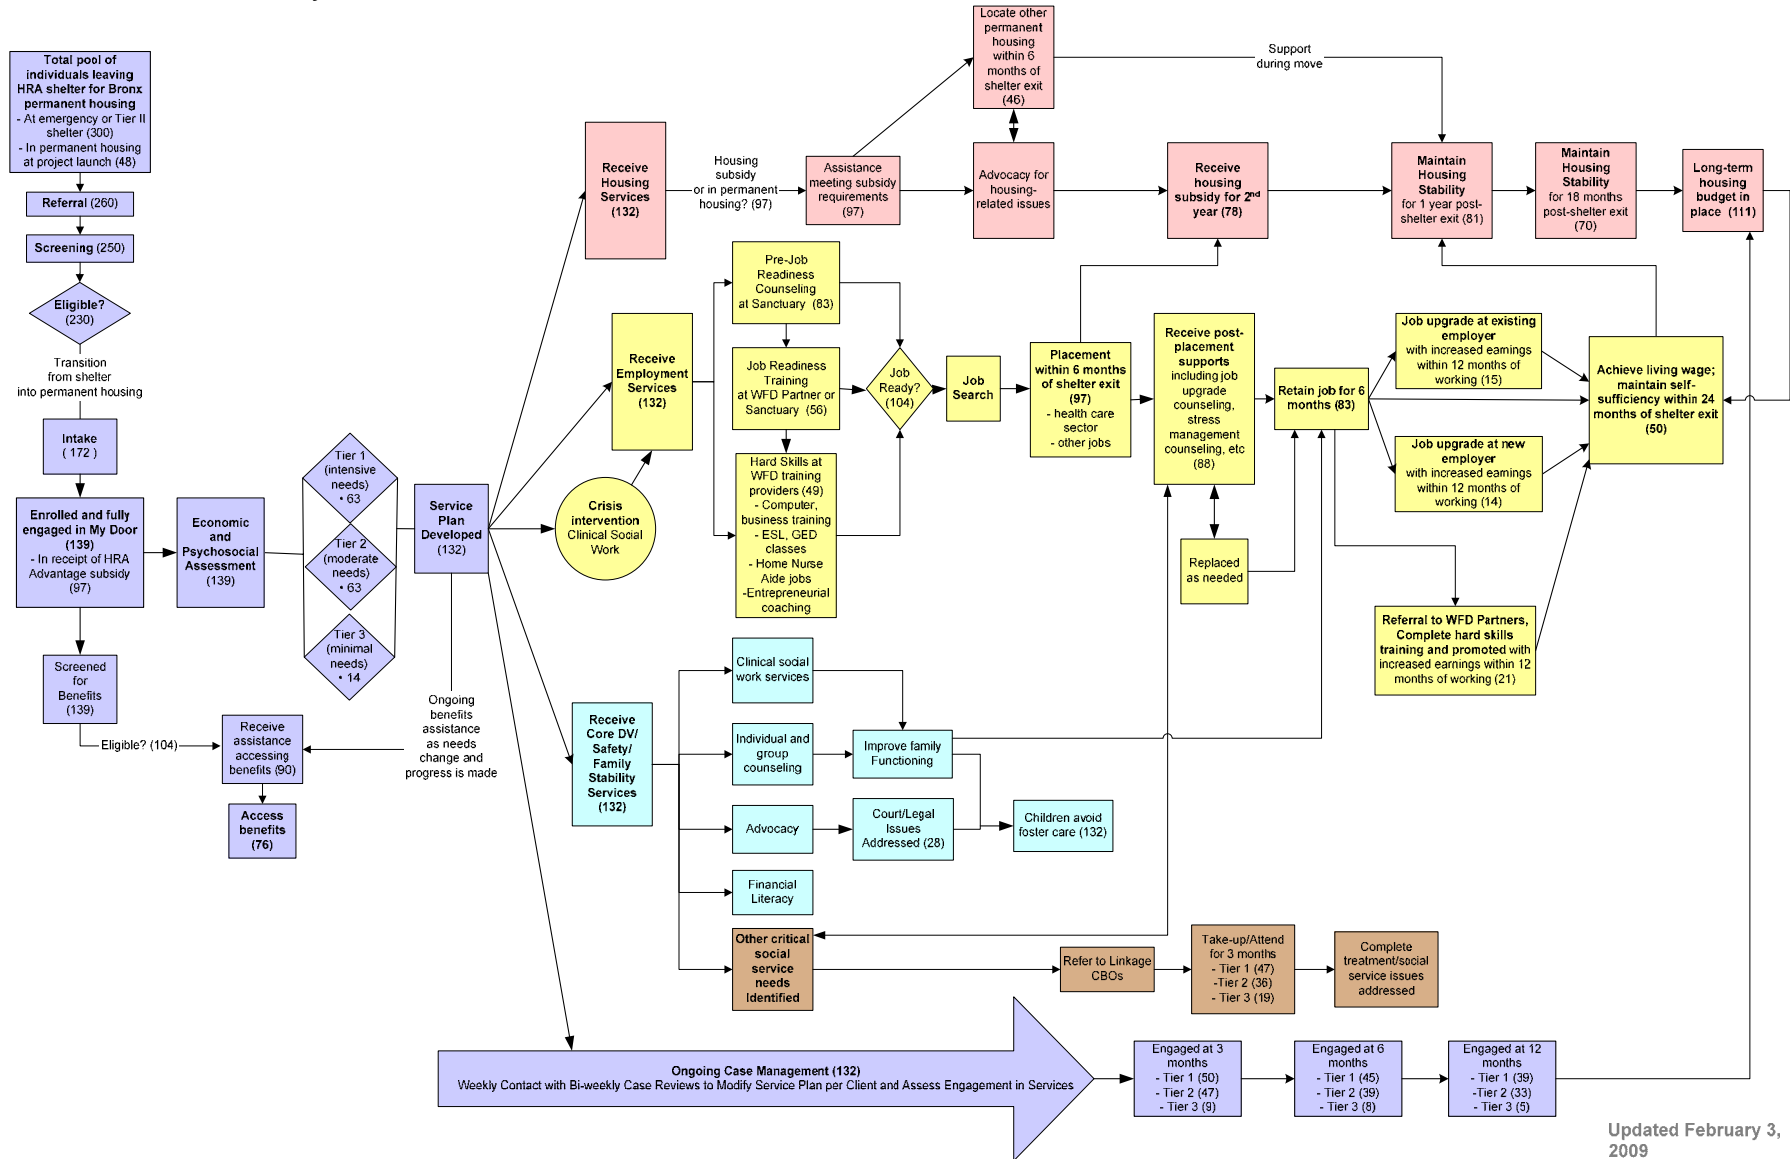 Total pool of
individuals leaving
HRA shelter for Bronx
permanent housing
- At emergency or Tier II
shelter (300)
- In permanent housing
at project launch (48)
Referral (260)
Screening (250)
Eligible?
(230)
Transition
from shelter
into permanent housing
Intake
( 172 )
Enrolled and fully
engaged in My Door
(139)
- In receipt of HRA
Advantage subsidy
(97)
Screened
for
Benefits
(139)
Eligible? (104)
Receive
assistance
accessing
benefits (90)
Access
benefits
(76)
Economic
and
Psychosocial
Assessment
(139)
Tier 1
(intensive
needs)
• 63
Tier 2
(moderate
needs)
• 63
Tier 3
(minimal
needs)
• 14
Service
Plan
Developed
(132)
Ongoing
benefits
assistance
as needs
change and
progress is made
Receive
Housing
Services
(132)
Housing
subsidy
or in permanent
housing? (97)
Assistance
meeting subsidy
requirements
(97)
Locate other
permanent
housing
within 6
months of
shelter exit
(46)
Support
during move
Advocacy for
housing-
related issues
Receive
housing
subsidy for 2nd
year (78)
Maintain
Housing
Stability
for 1 year post-
shelter exit (81)
Maintain
Housing
Stability
for 18 months
post-shelter exit
(70)
Long-term
housing
budget in
place (111)
Receive
Employment
Services
(132)
Crisis
intervention
Clinical Social
Work
Pre-Job
Readiness
Counseling
at Sanctuary (83)
Job Readiness
Training
at WFD Partner or
Sanctuary (56)
Hard Skills at
WFD training
providers (49)
- Computer,
business training
- ESL, GED
classes
- Home Nurse
Aide jobs
-Entrepreneurial
coaching
Job
Ready?
(104)
Job
Search
Placement
within 6 months
of shelter exit
(97)
- health care
sector
- other jobs
Receive post-
placement
supports
including job
upgrade
counseling,
stress
management
counseling, etc
(88)
Replaced
as needed
Retain job for 6
months (83)
Job upgrade at existing
employer
with increased earnings
within 12 months of
working (15)
Job upgrade at new
employer
with increased earnings
within 12 months of
working (14)
Referral to WFD Partners,
Complete hard skills
training and promoted with
increased earnings within 12
months of working (21)
Achieve living wage;
maintain self-
sufficiency within 24
months of shelter exit
(50)
Receive
Core DV/
Safety/
Family
Stability
Services
(132)
Clinical social
work services
Individual and
group
counseling
Advocacy
Financial
Literacy
Improve family
Functioning
Court/Legal
Issues
Addressed (28)
Children avoid
foster care (132)
Other critical
social
service
needs
Identified
Refer to Linkage
CBOs
Take-up/Attend
for 3 months
- Tier 1 (47)
-Tier 2 (36)
- Tier 3 (19)
Complete
treatment/social
service issues
addressed
Ongoing Case Management (132)
Weekly Contact with Bi-weekly Case Reviews to Modify Service Plan per Client and Assess Engagement in Services
Engaged at 3
months
- Tier 1 (50)
- Tier 2 (47)
- Tier 3 (9)
Engaged at 6
months
- Tier 1 (45)
- Tier 2 (39)
- Tier 3 (8)
Engaged at 12
months
- Tier 1 (39)
-Tier 2 (33)
- Tier 3 (5)
Updated February 3,
2009